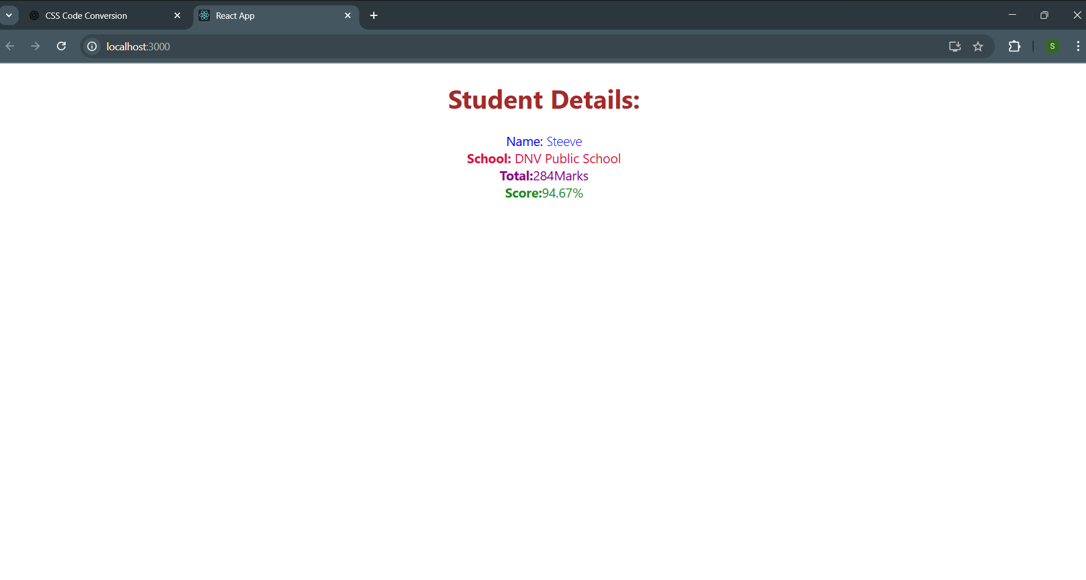 CSS Code Conversion
React App
localhost:3000
S
Student Details:
Name: Steeve
School: DNV Public School
Total:284Marks
Score:94.67%